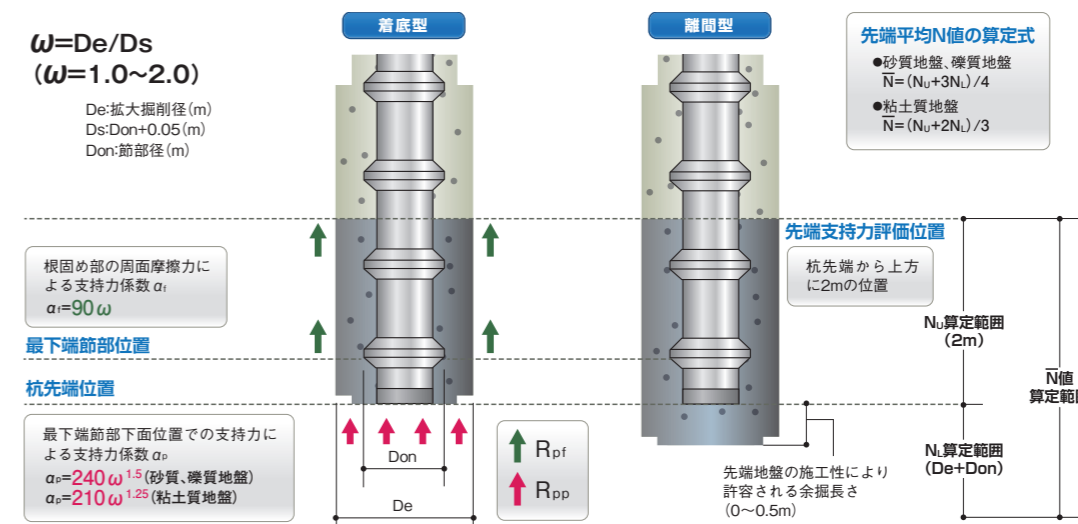 着底型
離間型
ω=De/Ds
(ω=1.0~2.0)
De:拡大掘削径(m)
Ds:Don+0.05(m)
Don:節部径(m)
先端平均N値の算定式
●砂質地盤、礫質地盤
N̅=(NU+3NL)/4
●粘土質地盤
N̅=(NU+2NL)/3
根固め部の周面摩擦力に
よる支持力係数αf
αf=90ω
最下端節部位置
杭先端位置
最下端節部下面位置での支持力に
よる支持力係数αp
αp=240ω1.5(砂質、礫質地盤)
αp=210ω1.25(粘土質地盤)
Don
De
Rpf
Rpp
先端支持力評価位置
杭先端から上方
に2mの位置
先端地盤の施工性により
許容される余掘長さ
(0~0.5m)
NU算定範囲
(2m)
NL算定範囲
(De+Don)
N̅値
算定範囲